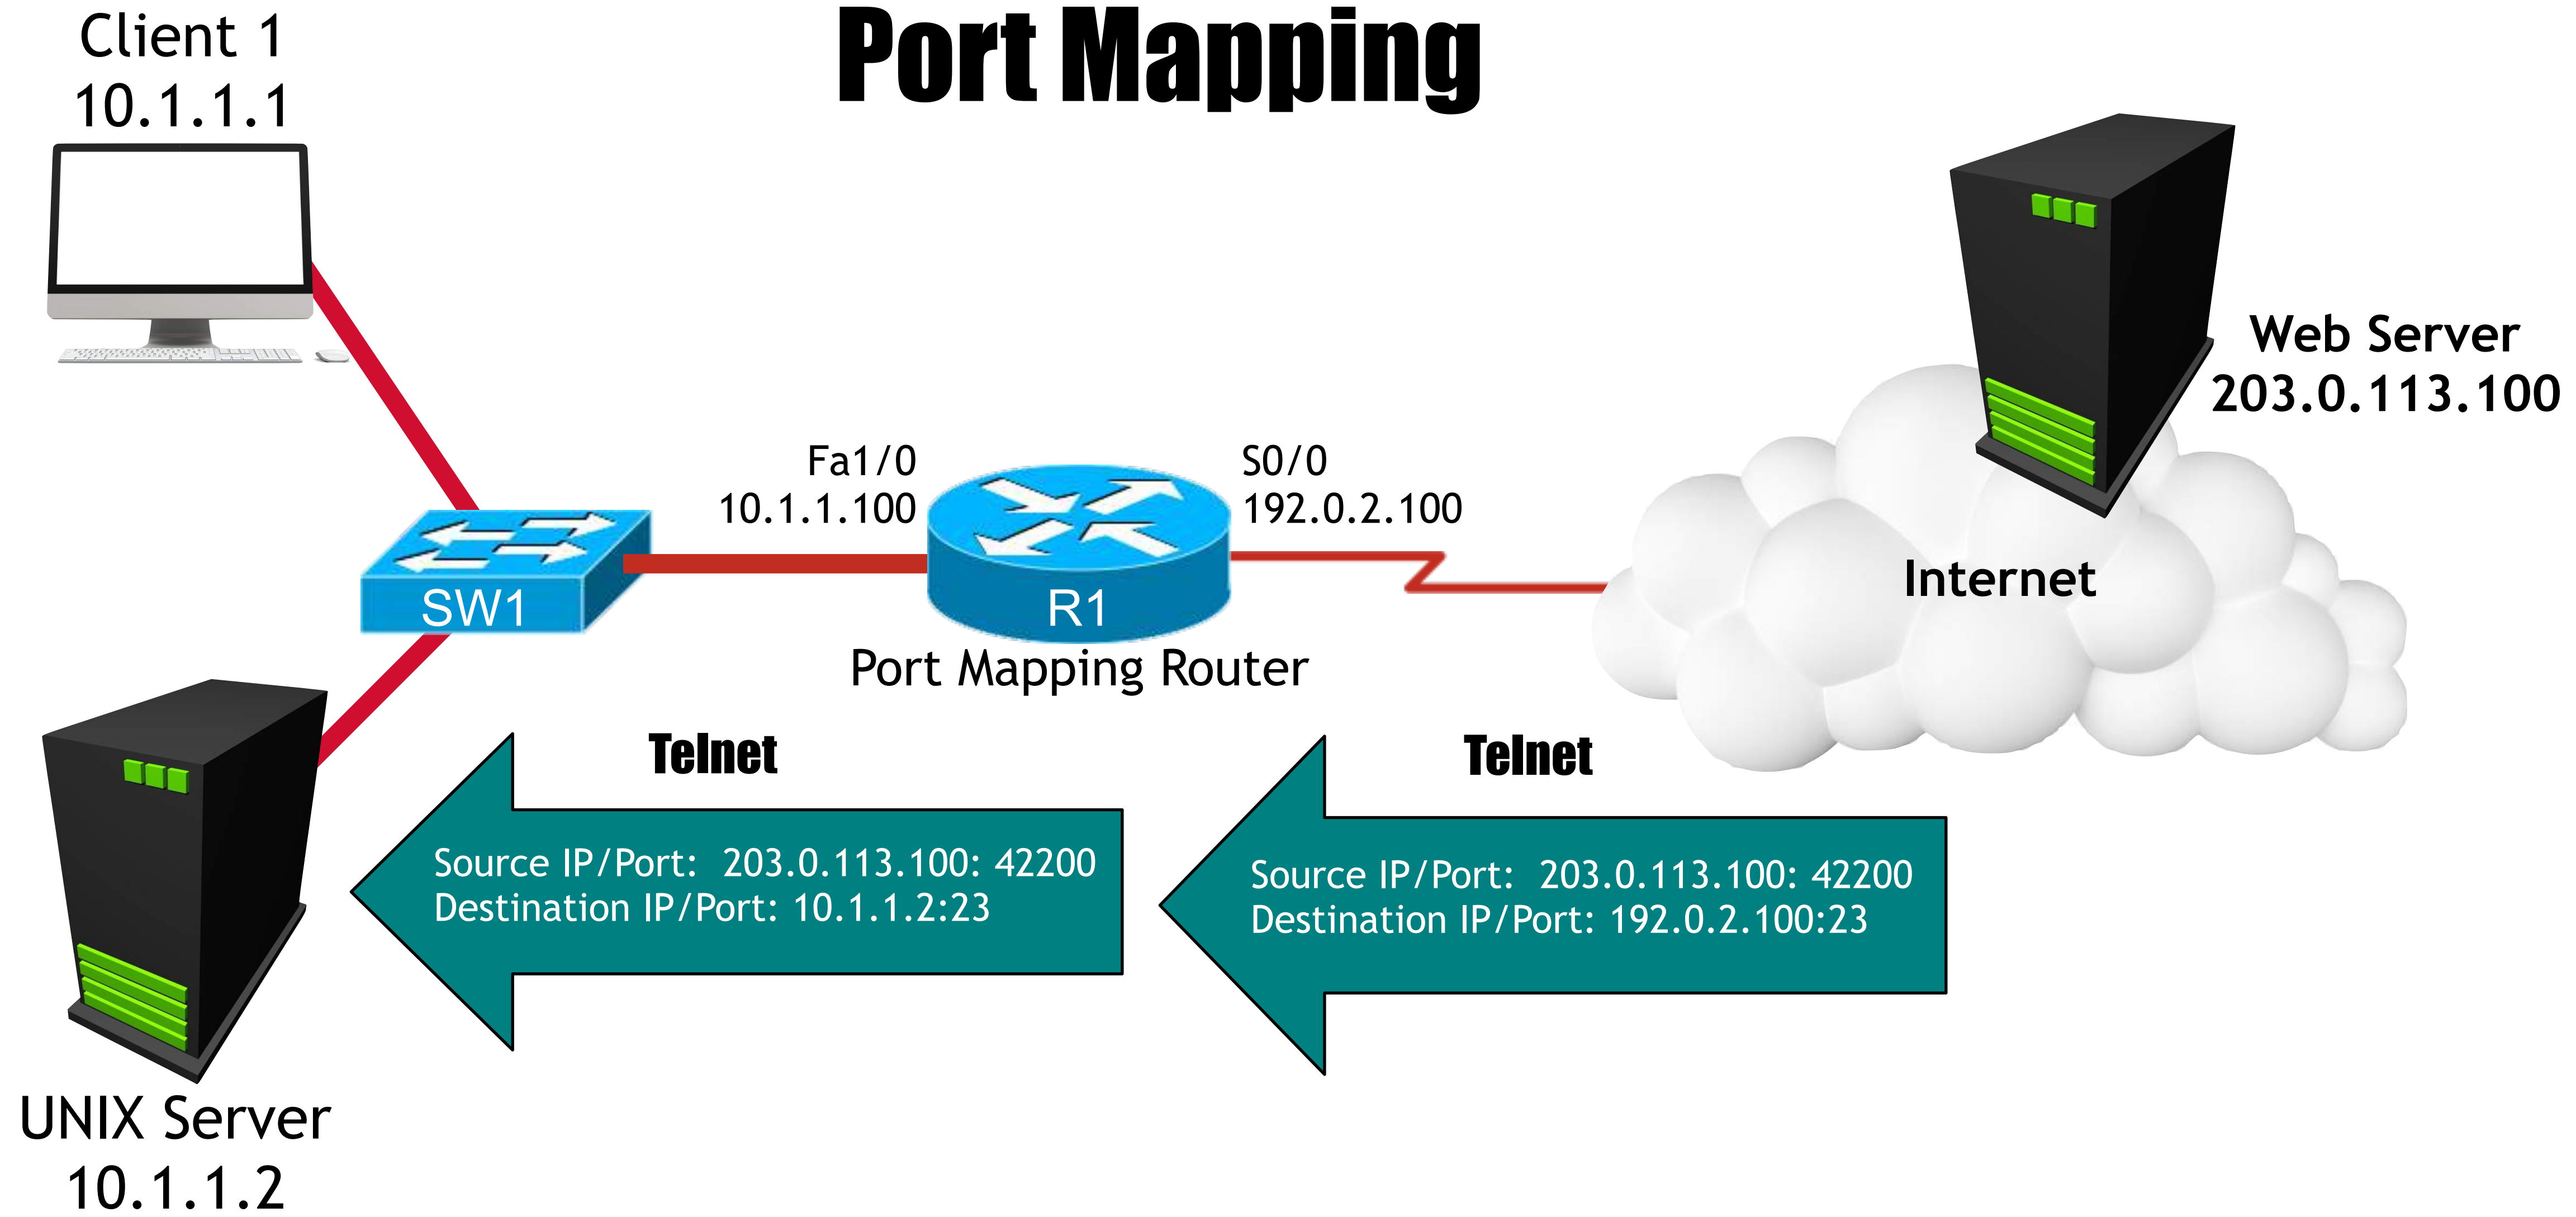 Port Mapping
Client 1
10.1.1.1
Web Server
203.0.113.100
Fa1/0
10.1.1.100
S0/0
192.0.2.100
SW1
R1
Port Mapping Router
Internet
Telnet
Source IP/Port:  203.0.113.100: 42200
Destination IP/Port: 10.1.1.2:23
Telnet
Source IP/Port:  203.0.113.100: 42200
Destination IP/Port: 192.0.2.100:23
UNIX Server
10.1.1.2